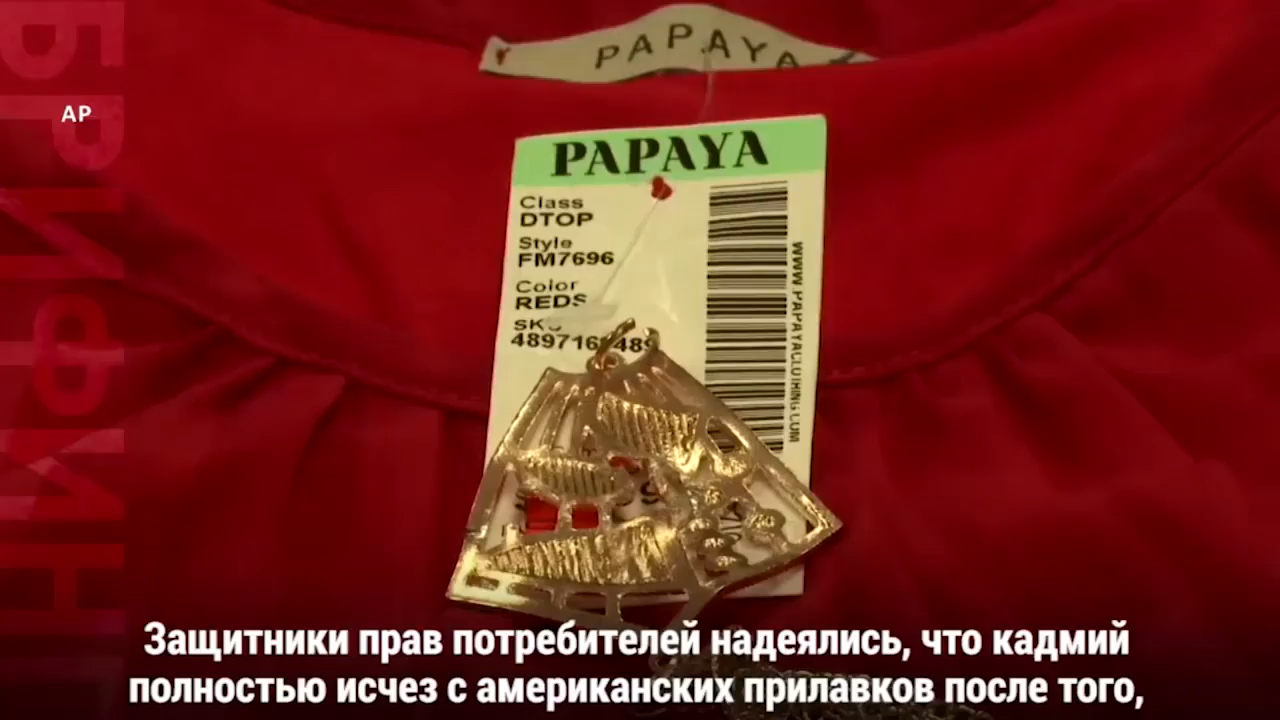 PAPAYA
AP
PAPAYA
Class
DTOP
Style
FM7696
Color
REDS
WWW.PAPAYACLOTHING.COM
БРИФИН
Защитники прав потребителей надеялись, что кадмий
полностью исчез с американских прилавков после того,